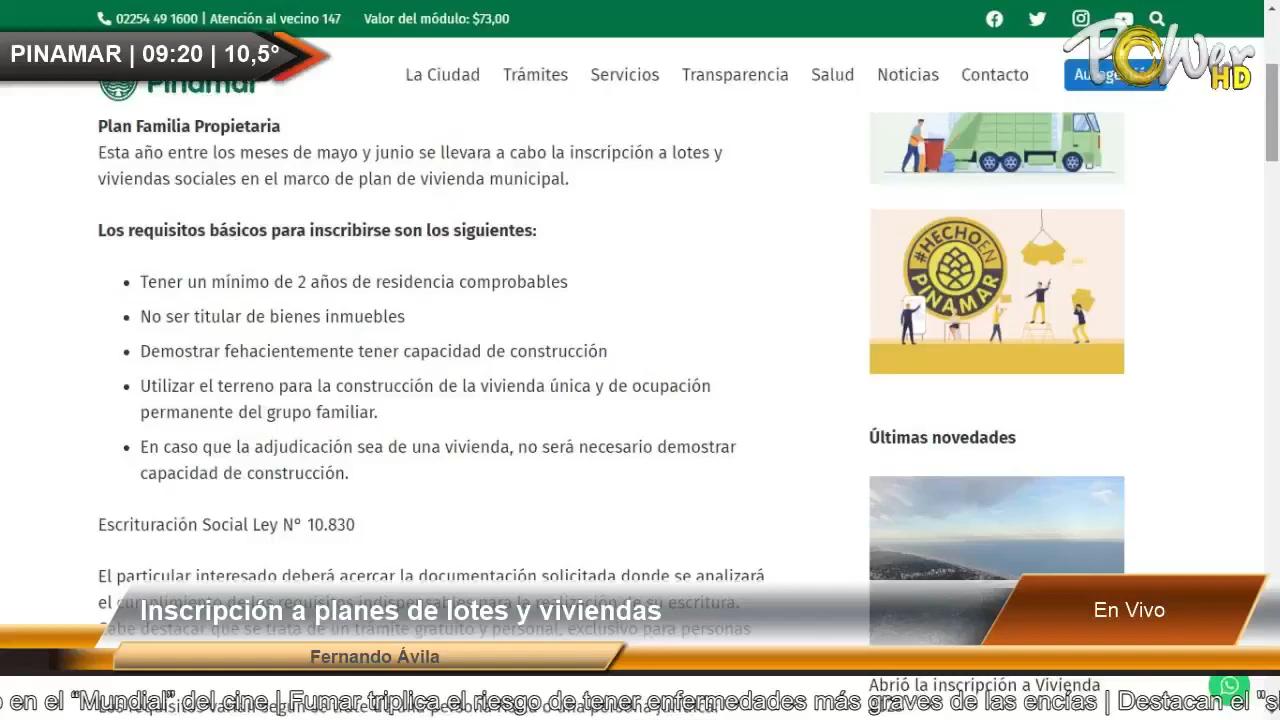 02254 49 1600 | Atención al vecino 147 Valor del módulo: $73,00
PINAMAR | 09:20 | 10,5°
Pinamar
La Ciudad Trámites Servicios Transparencia Salud Noticias Contacto
Power
HD
Plan Familia Propietaria
Esta año entre los meses de mayo y junio se llevara a cabo la inscripción a lotes y
viviendas sociales en el marco de plan de vivienda municipal.
Los requisitos básicos para inscribirse son los siguientes:
Tener un mínimo de 2 años de residencia comprobables
No ser titular de bienes inmuebles
Demostrar fehacientemente tener capacidad de construcción
Utilizar el terreno para la construcción de la vivienda única y de ocupación
permanente del grupo familiar.
En caso que la adjudicación sea de una vivienda, no será necesario demostrar
capacidad de construcción.
Escrituración Social Ley N° 10.830
El particular interesado deberá acercar la documentación solicitada donde se analizará
#HECHO EN
PINAMAR
Últimas novedades
Inscripción a planes de lotes y viviendas
En Vivo
Fernando Ávila
Abrió la inscripción a Vivienda
o en el “Mundial” del cine | Fumar triplica el riesgo de tener enfermedades más graves de las encías | Destacan el "s